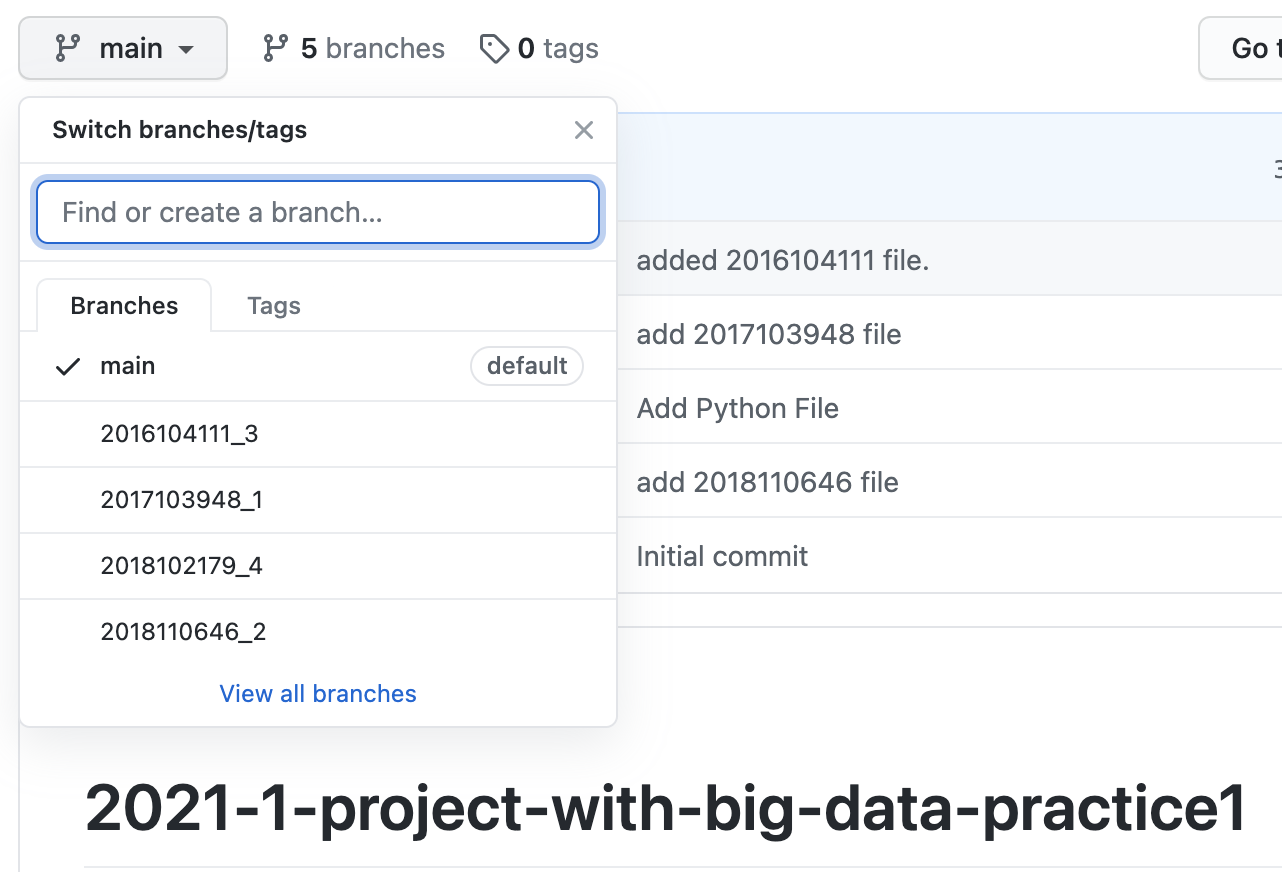 main
5 branches
0 tags
Go t
Switch branches/tags
Find or create a branch...
Branches
Tags
main
default
2016104111_3
2017103948_1
2018102179_4
2018110646_2
View all branches
3
added 2016104111 file.
add 2017103948 file
Add Python File
add 2018110646 file
Initial commit
2021-1-project-with-big-data-practice1